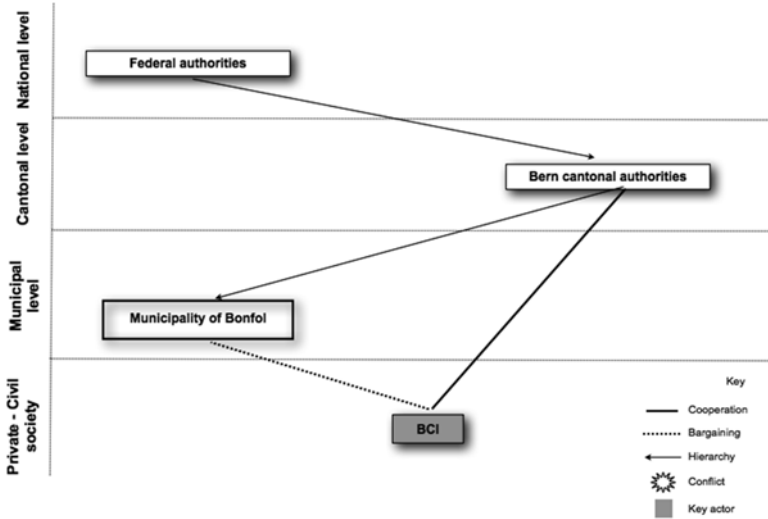 National level
Federal authorities
Cantonal level
Bern cantonal authorities
Municipal
level
Municipality of Bonfol
Private - Civil
society
BCI
Key
Cooperation
Bargaining
Hierarchy
Conflict
Key actor